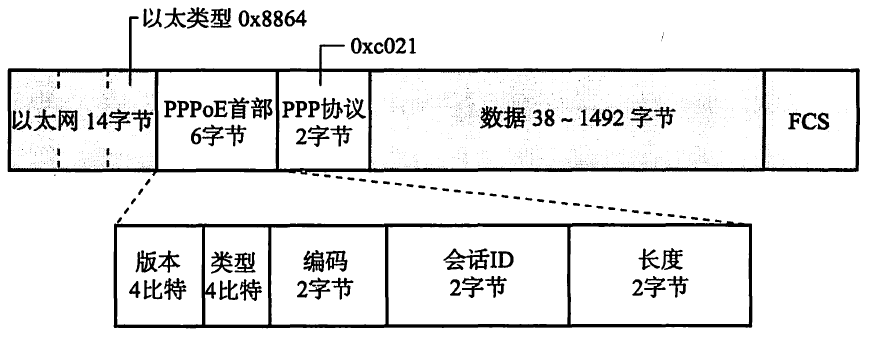 以太类型 0x8864
0xc021
以太网 14字节
PPPoE首部
6字节
PPP协议
2字节
数据 38 ~ 1492 字节
FCS
版本
4比特
类型
4比特
编码
2字节
会话ID
2字节
长度
2字节